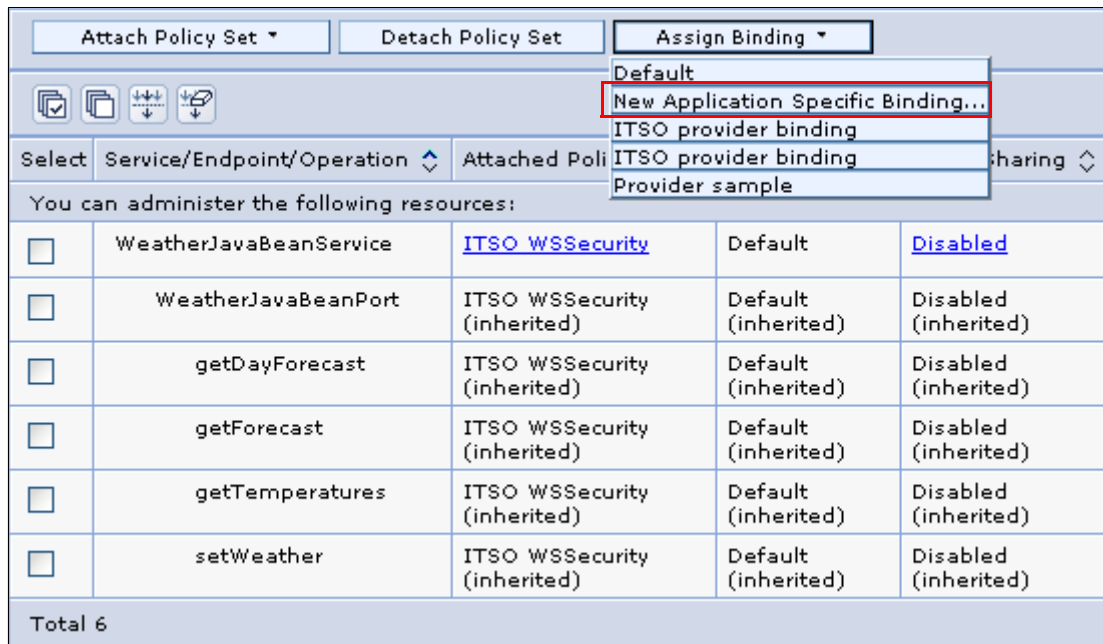 Attach Policy Set Detach Policy Set Assign Binding
Default
New Application Specific Binding...
ITSO provider binding
ITSO provider binding
Provider sample
Select Service/Endpoint/Operation Attached Poli haring
You can administer the following resources:
WeatherJavaBeanService ITSO WSSecurity Default Disabled
WeatherJavaBeanPort ITSO WSSecurity Default Disabled
(inherited) (inherited) (inherited)
getDayForecast ITSO WSSecurity Default Disabled
(inherited) (inherited) (inherited)
getForecast ITSO WSSecurity Default Disabled
(inherited) (inherited) (inherited)
getTemperatures ITSO WSSecurity Default Disabled
(inherited) (inherited) (inherited)
setWeather ITSO WSSecurity Default Disabled
(inherited) (inherited) (inherited)
Total 6